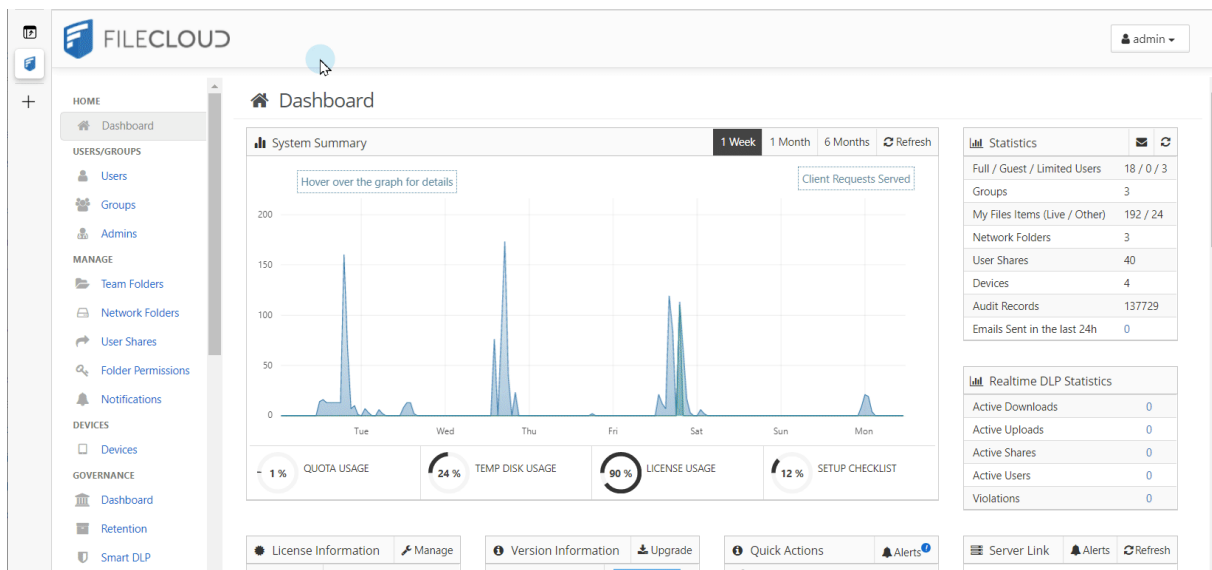 FILECLOUD
admin
HOME
Dashboard
USERS/GROUPS
Users
Groups
Admins
MANAGE
Team Folders
Network Folders
User Shares
Folder Permissions
Notifications
DEVICES
Devices
GOVERNANCE
Dashboard
Retention
Smart DLP
Dashboard
System Summary
1 Week 1 Month 6 Months Refresh
Hover over the graph for details
Client Requests Served
200
150
100
50
0
Tue Wed Thu Fri Sat Sun Mon
1 % QUOTA USAGE
24 % TEMP DISK USAGE
90 % LICENSE USAGE
12 % SETUP CHECKLIST
Statistics
Full / Guest / Limited Users 18 / 0 / 3
Groups 3
My Files Items (Live / Other) 192 / 24
Network Folders 3
User Shares 40
Devices 4
Audit Records 137729
Emails Sent in the last 24h 0
Realtime DLP Statistics
Active Downloads 0
Active Uploads 0
Active Shares 0
Active Users 0
Violations 0
License Information Manage
Version Information Upgrade
Quick Actions Alerts
Server Link Alerts Refresh